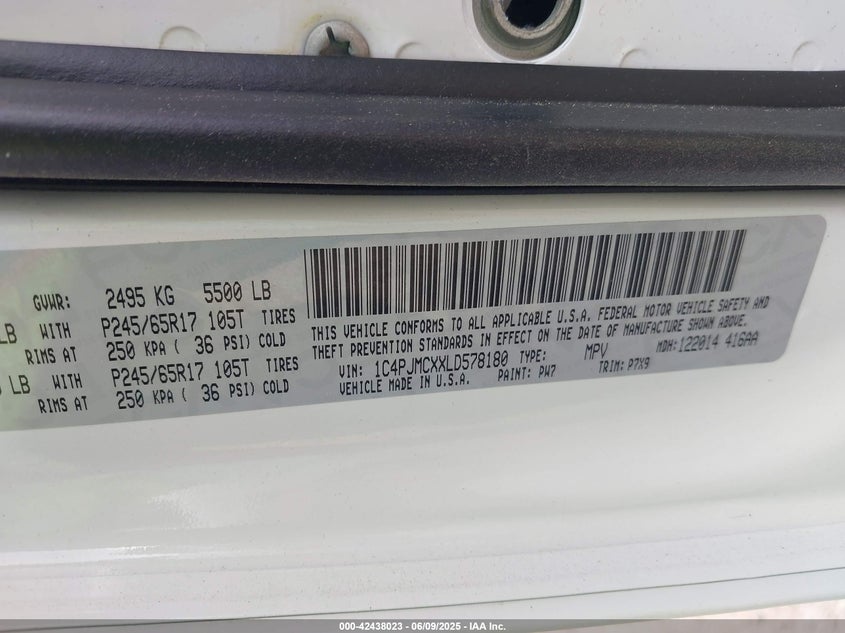 GVWR: 2495 KG 5500 LB
LB WITH P245/65R17 105T TIRES
RIMS AT 250 KPA ( 36 PSI) COLD
LB WITH P245/65R17 105T TIRES
RIMS AT 250 KPA ( 36 PSI) COLD
THIS VEHICLE CONFORMS TO ALL APPLICABLE U.S.A. FEDERAL MOTOR VEHICLE SAFETY AND
THEFT PREVENTION STANDARDS IN EFFECT ON THE DATE OF MANUFACTURE SHOWN ABOVE.
VIN: 1C4PJMCXXLD578180 TYPE: MPV MDH:122014 416AA
VEHICLE MADE IN U.S.A. PAINT: PW7 TRIM: P7X9
000-42438023 | 06/09/2025 - IAA Inc.